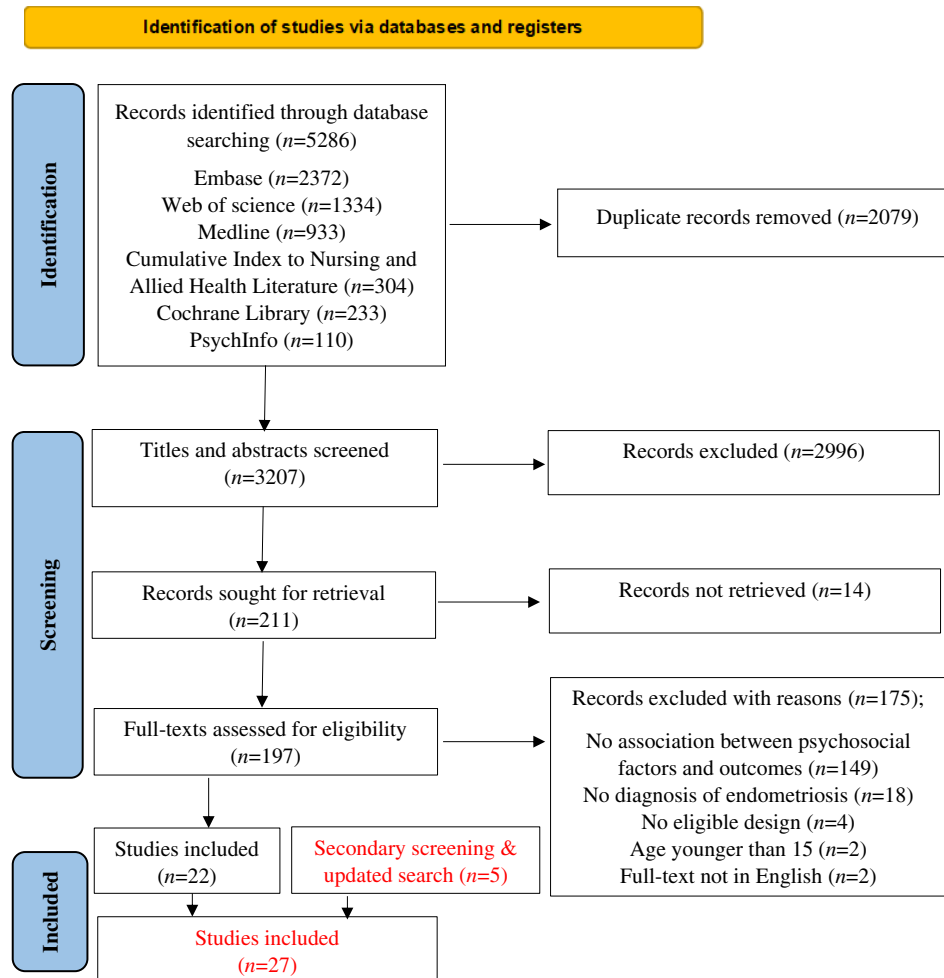 Identification of studies via databases and registers
Identification
Records identified through database
searching (n=5286)
Embase (n=2372)
Web of science (n=1334)
Medline (n=933)
Cumulative Index to Nursing and
Allied Health Literature (n=304)
Cochrane Library (n=233)
PsychInfo (n=110)
Duplicate records removed (n=2079)
Screening
Titles and abstracts screened
(n=3207)
Records excluded (n=2996)
Records sought for retrieval
(n=211)
Records not retrieved (n=14)
Full-texts assessed for eligibility
(n=197)
Records excluded with reasons (n=175);
No association between psychosocial
factors and outcomes (n=149)
No diagnosis of endometriosis (n=18)
No eligible design (n=4)
Age younger than 15 (n=2)
Full-text not in English (n=2)
Included
Studies included
(n=22)
Secondary screening &
updated search (n=5)
Studies included
(n=27)